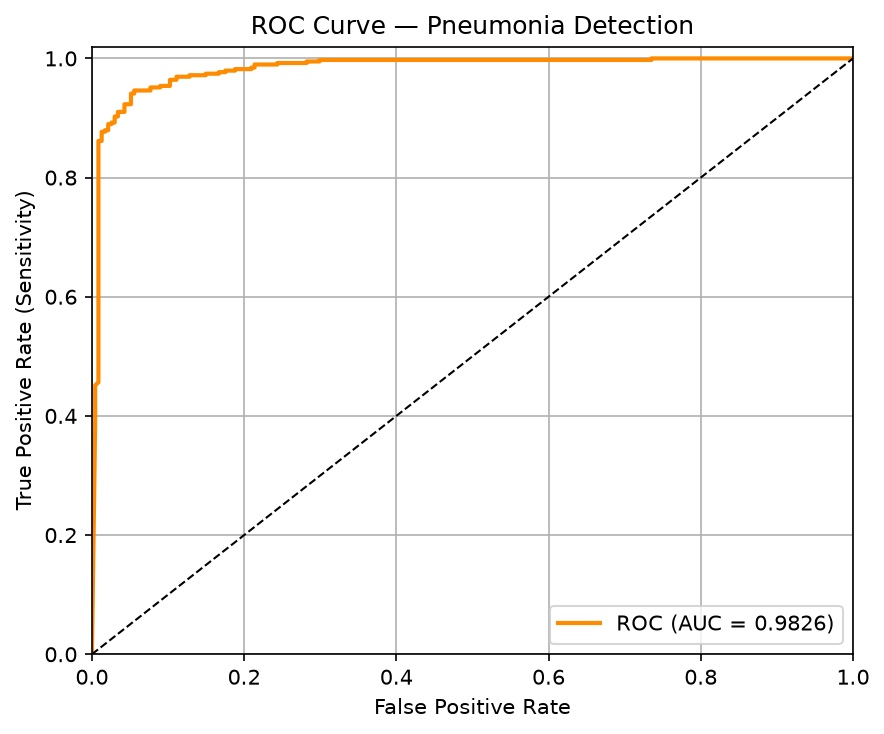 ROC Curve — Pneumonia Detection
1.0
0.8
0.6
0.4
0.2
0.0
True Positive Rate (Sensitivity)
ROC (AUC = 0.9826)
0.0 0.2 0.4 0.6 0.8 1.0
False Positive Rate